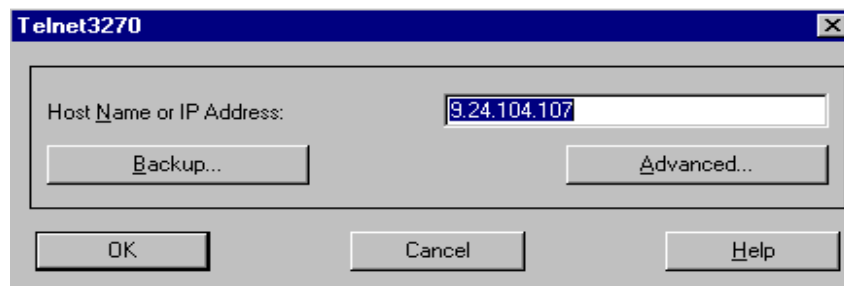 Telnet3270
Host Name or IP Address: 9.24.104.107
Backup... Advanced...
OK Cancel Help